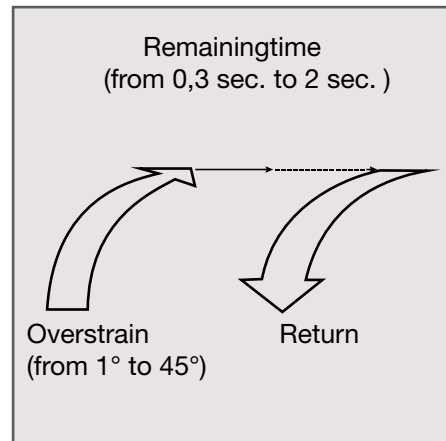 Remainingtime
(from 0,3 sec. to 2 sec. )
Overstrain
(from 1° to 45°)
Return